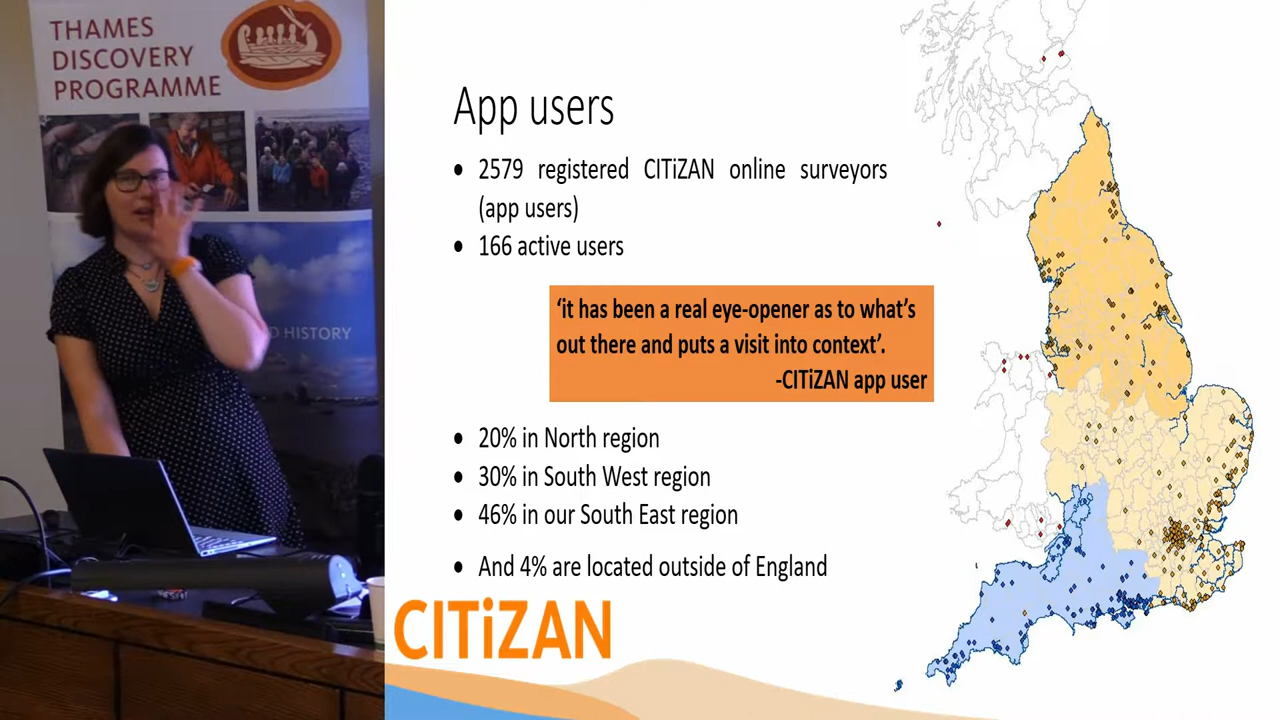 THAMES
DISCOVERY
PROGRAMME
HISTORY
App users
• 2579 registered CITiZAN online surveyors
(app users)
• 166 active users
‘it has been a real eye-opener as to what’s
out there and puts a visit into context’.
-CITiZAN app user
• 20% in North region
• 30% in South West region
• 46% in our South East region
• And 4% are located outside of England
CITiZAN